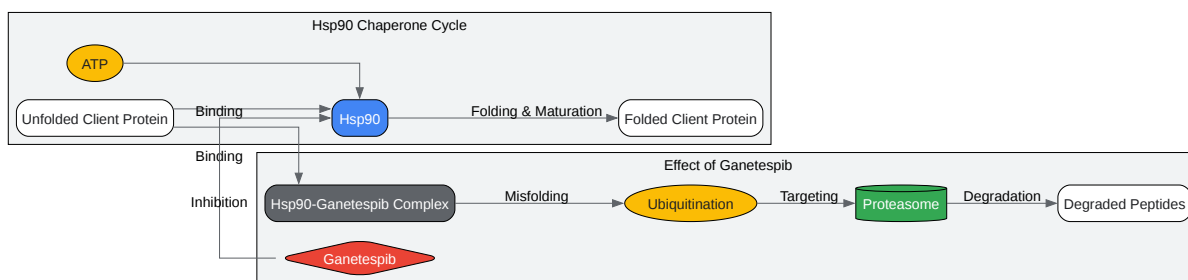 Hsp90 Chaperone Cycle
ATP
Unfolded Client Protein
Binding
Hsp90
Folding & Maturation
Folded Client Protein
Binding
Effect of Ganetespib
Inhibition
Hsp90-Ganetespib Complex
Misfolding
Ubiquitination
Targeting
Proteasome
Degradation
Degraded Peptides
Ganetespib